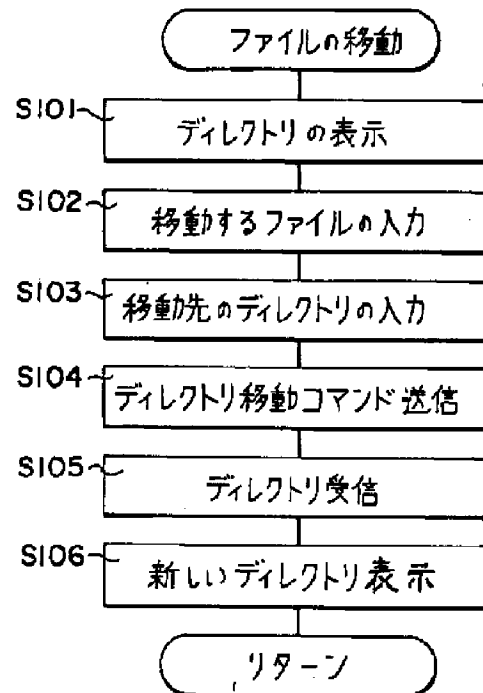 ファイルの移動
S101 ディレクトリの表示
S102 移動するファイルの入力
S103 移動先のディレクトリの入力
S104 ディレクトリ移動コマンド送信
S105 ディレクトリ受信
S106 新しいディレクトリ表示
リターン